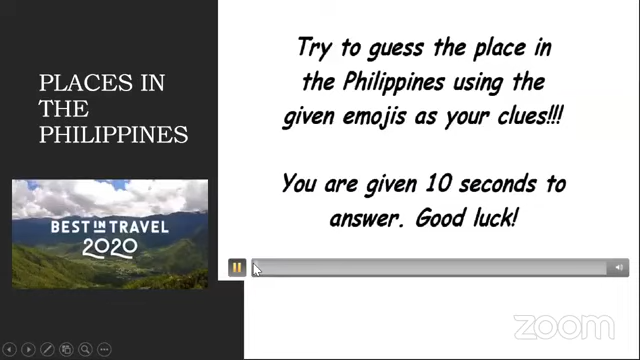 PLACES IN
THE
PHILIPPINES
BEST IN TRAVEL
2020
Try to guess the place in
the Philippines using the
given emojis as your clues!!!
You are given 10 seconds to
answer. Good luck!
zoom